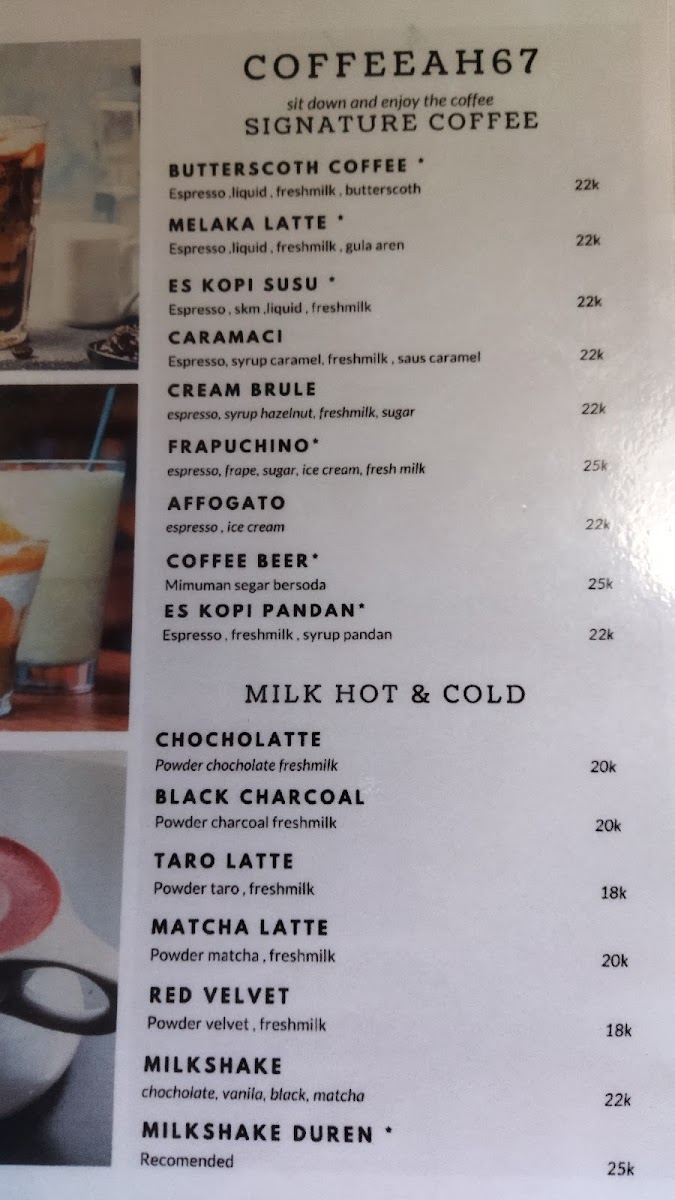 COFFEEAH67
sit down and enjoy the coffee
SIGNATURE COFFEE
BUTTERSCOTH COFFEE *
Espresso ,liquid , freshmilk , butterscoth 22k
MELAKA LATTE *
Espresso ,liquid , freshmilk , gula aren 22k
ES KOPI SUSU *
Espresso , skm ,liquid , freshmilk 22k
CARAMACI
Espresso, syrup caramel, freshmilk , saus caramel 22k
CREAM BRULE
espresso, syrup hazelnut, freshmilk, sugar 22k
FRAPUCHINO*
espresso, frape, sugar, ice cream, fresh milk 25k
AFFOGATO
espresso , ice cream 22k
COFFEE BEER*
Mimuman segar bersoda 25k
ES KOPI PANDAN*
Espresso , freshmilk , syrup pandan 22k
MILK HOT & COLD
CHOCHOLATTE
Powder chocholate freshmilk 20k
BLACK CHARCOAL
Powder charcoal freshmilk 20k
TARO LATTE
Powder taro , freshmilk 18k
MATCHA LATTE
Powder matcha , freshmilk 20k
RED VELVET
Powder velvet , freshmilk 18k
MILKSHAKE
chocholate, vanila, black, matcha 22k
MILKSHAKE DUREN *
Recomended 25k